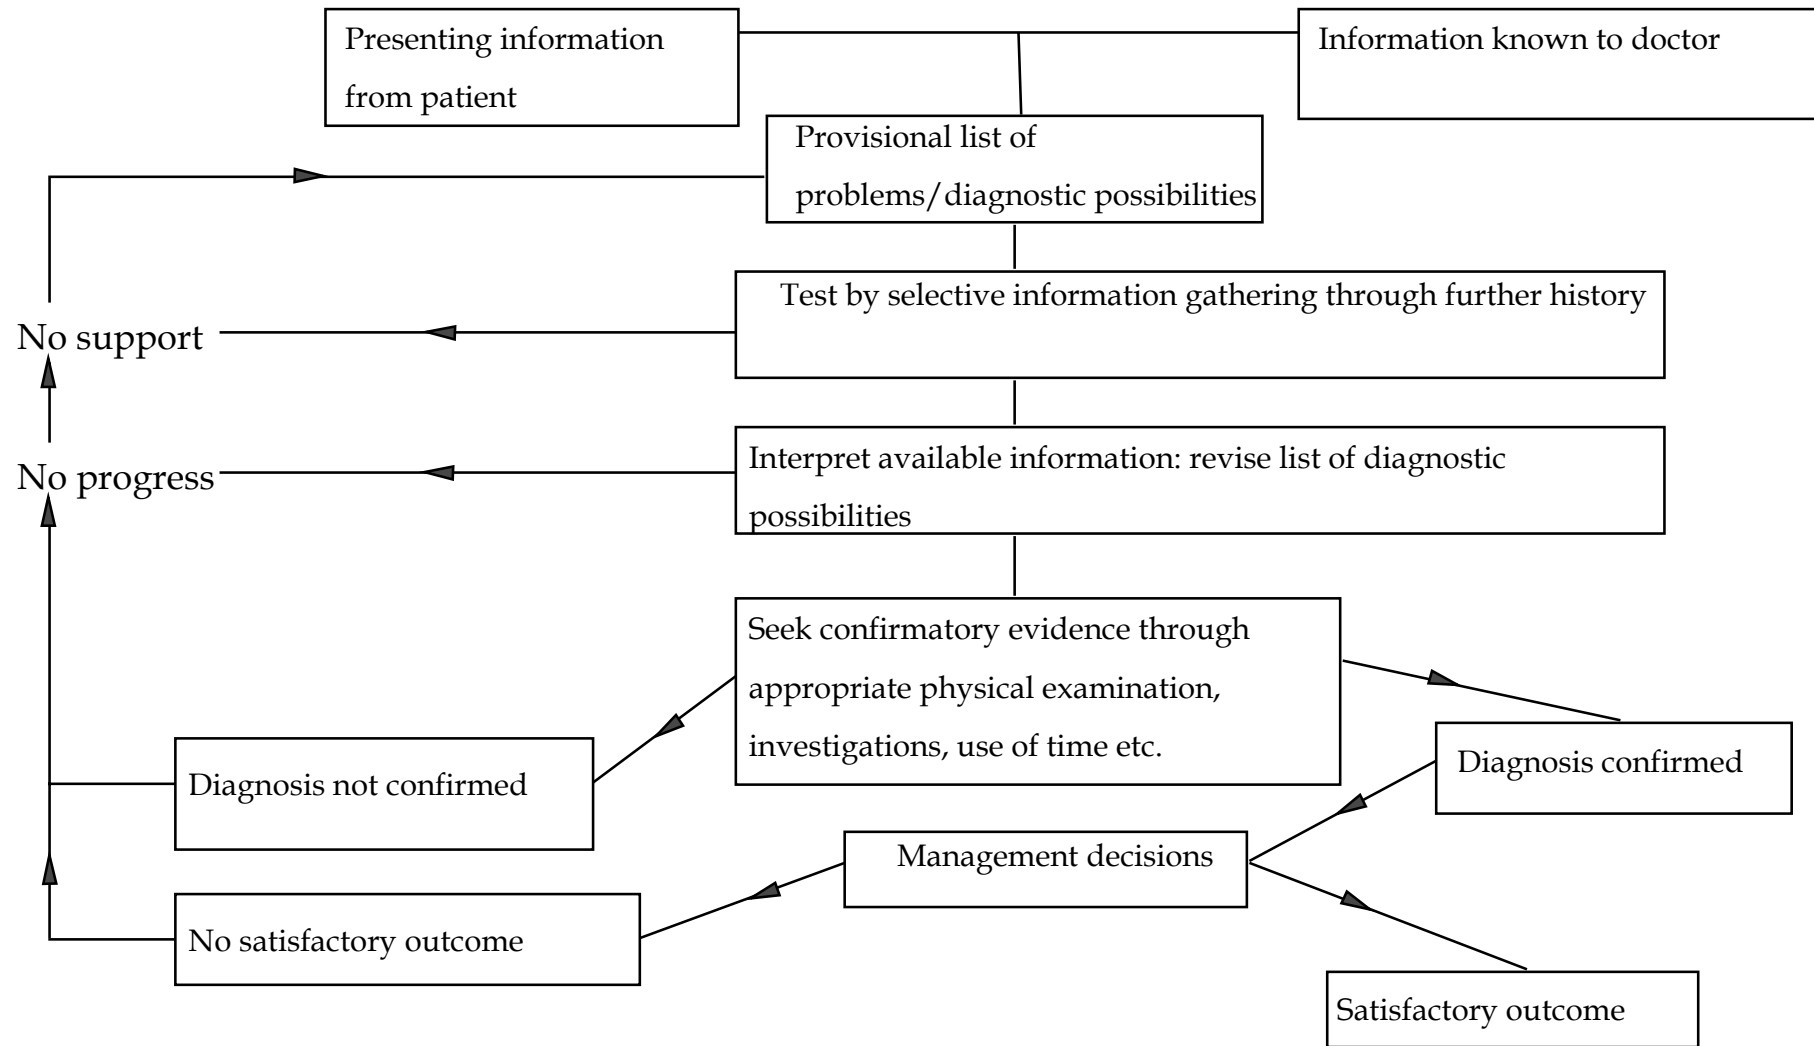 Presenting information
from patient
Information known to doctor
Provisional list of
problems/diagnostic possibilities
Test by selective information gathering through further history
No support
Interpret available information: revise list of diagnostic
possibilities
No progress
Seek confirmatory evidence through
appropriate physical examination,
investigations, use of time etc.
Diagnosis not confirmed
Diagnosis confirmed
Management decisions
No satisfactory outcome
Satisfactory outcome